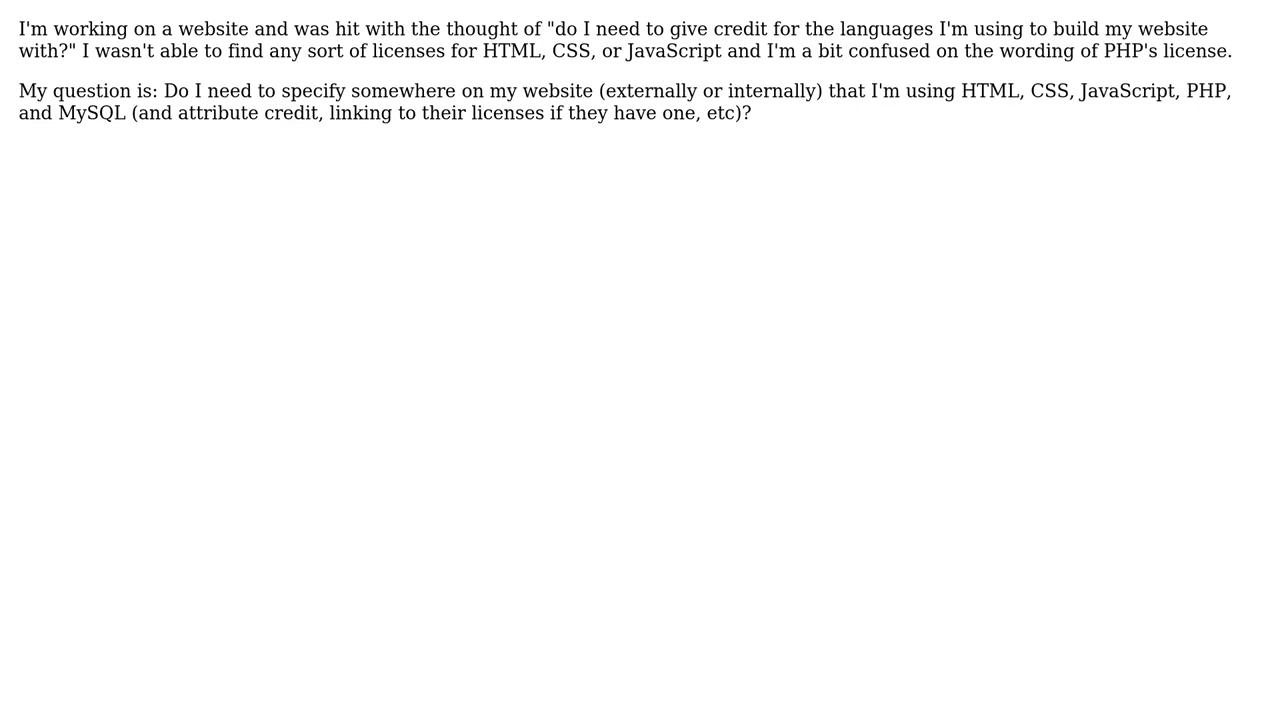 I'm working on a website and was hit with the thought of "do I need to give credit for the languages I'm using to build my website
with?" I wasn't able to find any sort of licenses for HTML, CSS, or JavaScript and I'm a bit confused on the wording of PHP's license.
My question is: Do I need to specify somewhere on my website (externally or internally) that I'm using HTML, CSS, JavaScript, PHP,
and MySQL (and attribute credit, linking to their licenses if they have one, etc)?